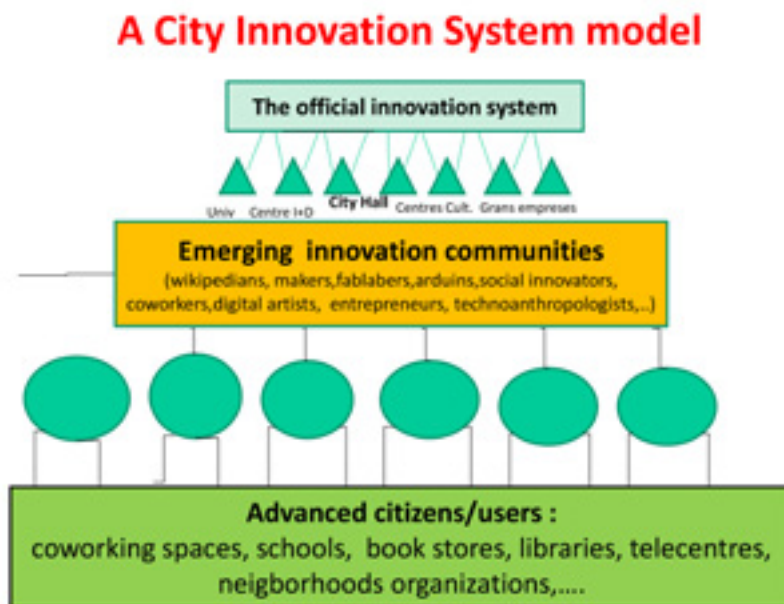 A City Innovation System model
The official innovation system
Univ Centre I+D City Hall Centres Cult. Grans empreses
Emerging innovation communities
(wikipedians, makers,fablabers,arduins,social innovators,
coworkers,digital artists, entrepreneurs, technoanthropologists,..)
Advanced citizens/users :
coworking spaces, schools, book stores, libraries, telecentres,
neigborhoods organizations,....